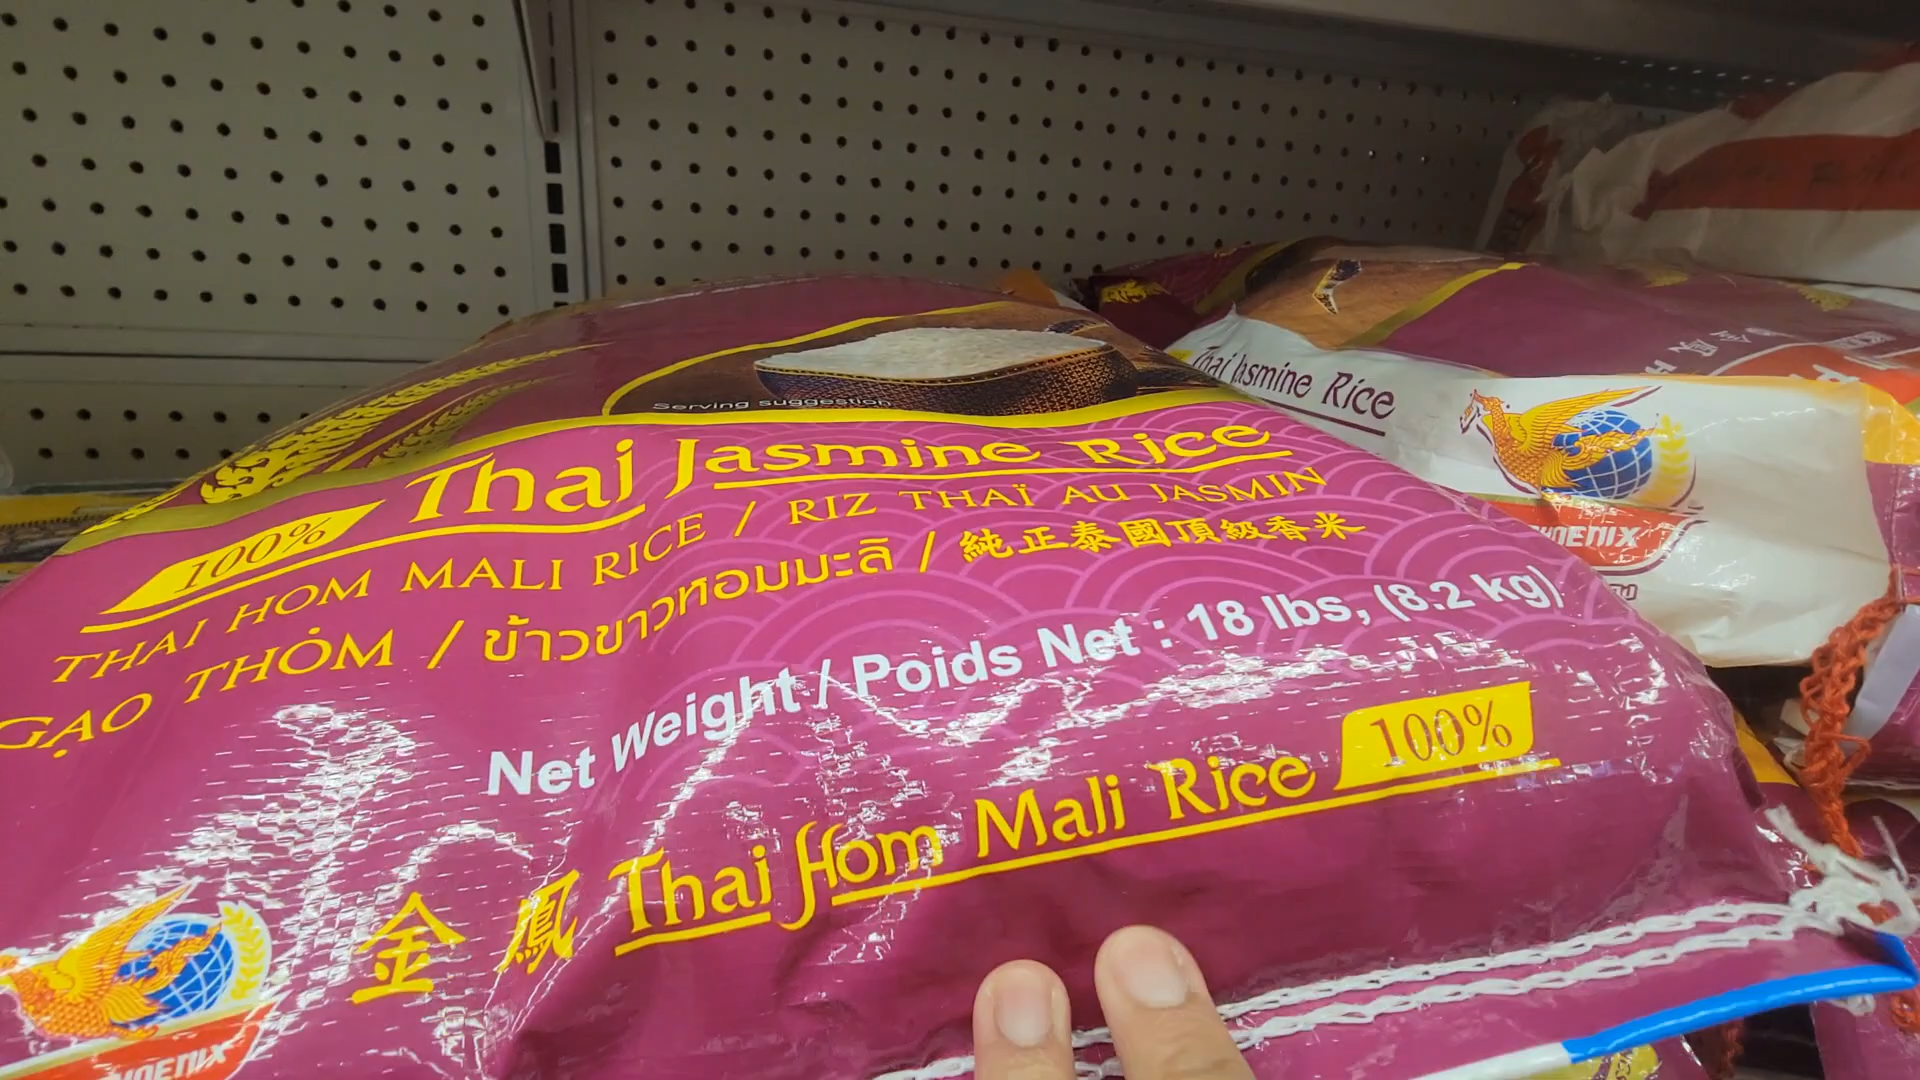 Serving suggestion
100% Thai Jasmine Rice
THAI HOM MALI RICE / RIZ THAÏ AU JASMIN
GẠO THƠM / ข้าวขาวหอมมะลิ / 純正泰國頂級香米
Net Weight / Poids Net : 18 lbs, (8.2 kg)
金鳳 Thai Hom Mali Rice 100%
Thai Jasmine Rice